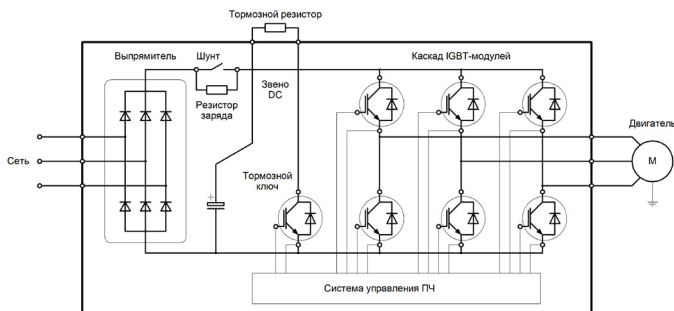 Тормозной резистор
Выпрямитель
Шунт
Каскад IGBT-модулей
Звено
DC
Резистор
заряда
Двигатель
Сеть
M
Тормозной
ключ
+
Система управления ПЧ